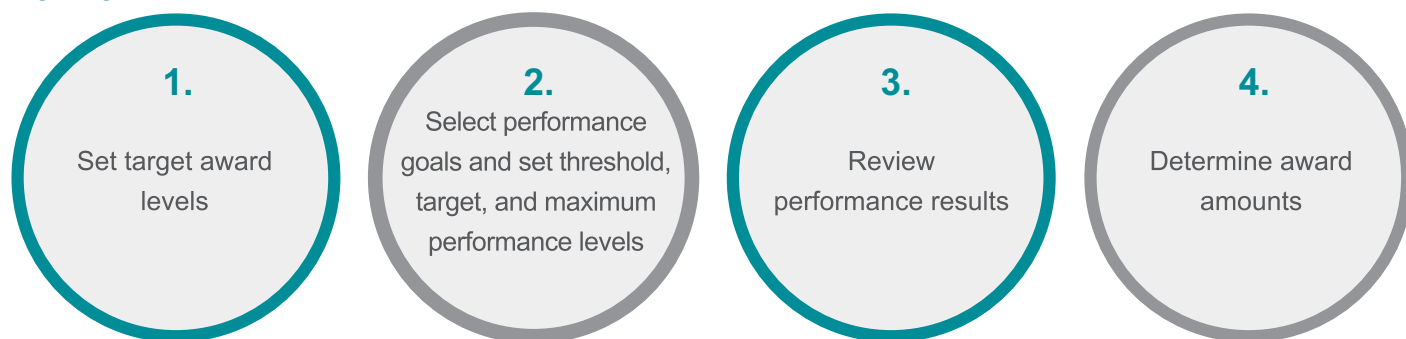 1.
Set target award
levels
2.
Select performance
goals and set threshold,
target, and maximum
performance levels
3.
Review
performance results
4.
Determine award
amounts